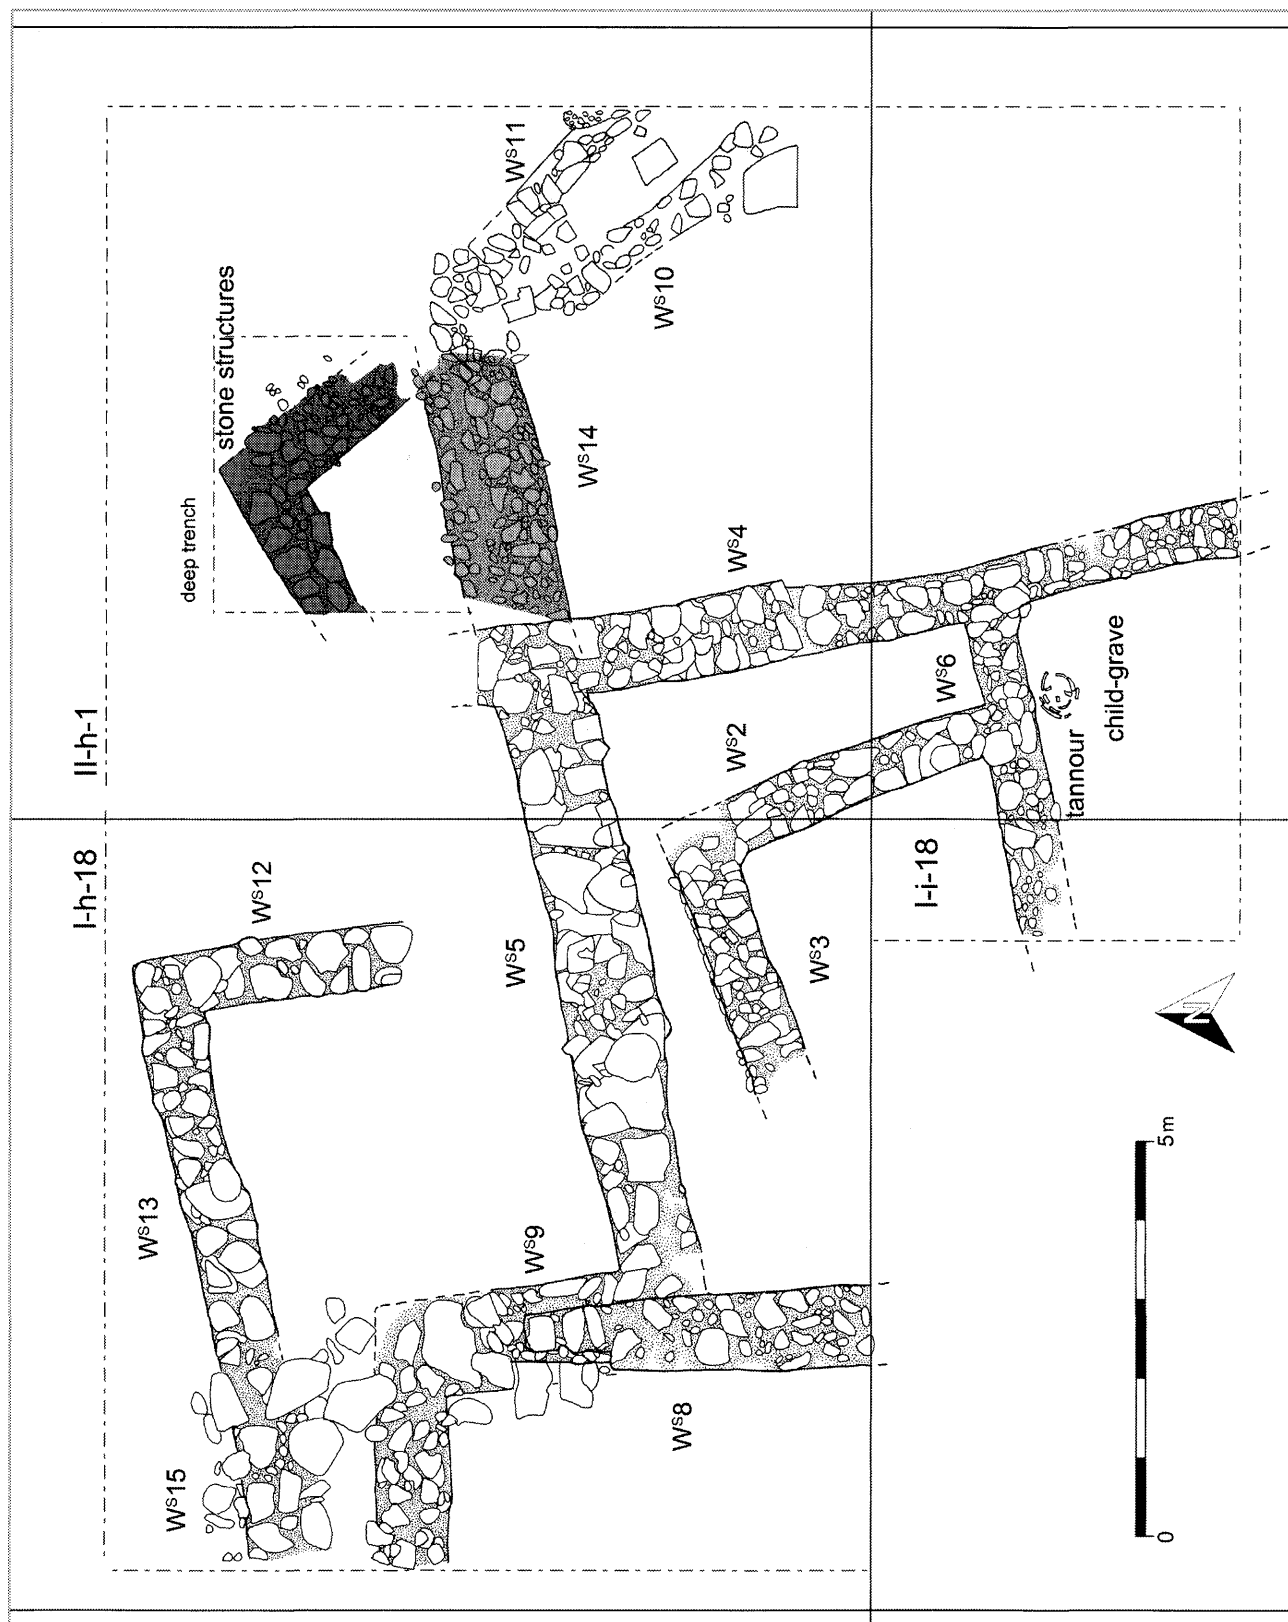 I-h-18
II-h-1
WS15
WS13
deep trench
stone structures
WS12
WS9
WS5
WS11
WS14
WS10
WS8
WS4
WS2
WS3
I-i-18
WS6
tannour
child-grave
N
0
5m